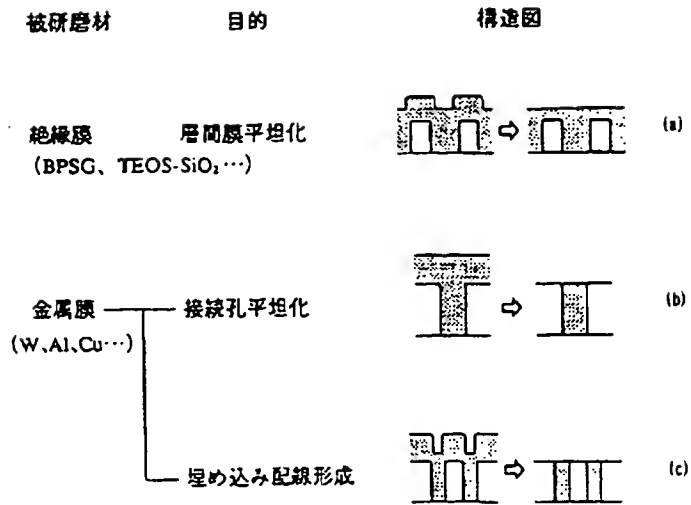 被研磨材 目的 構造図
絶縁膜 層間膜平坦化 (a)
(BPSG、TEOS-SiO₂…)
金属膜 接続孔平坦化 (b)
(W、Al、Cu…)
埋め込み配線形成 (c)